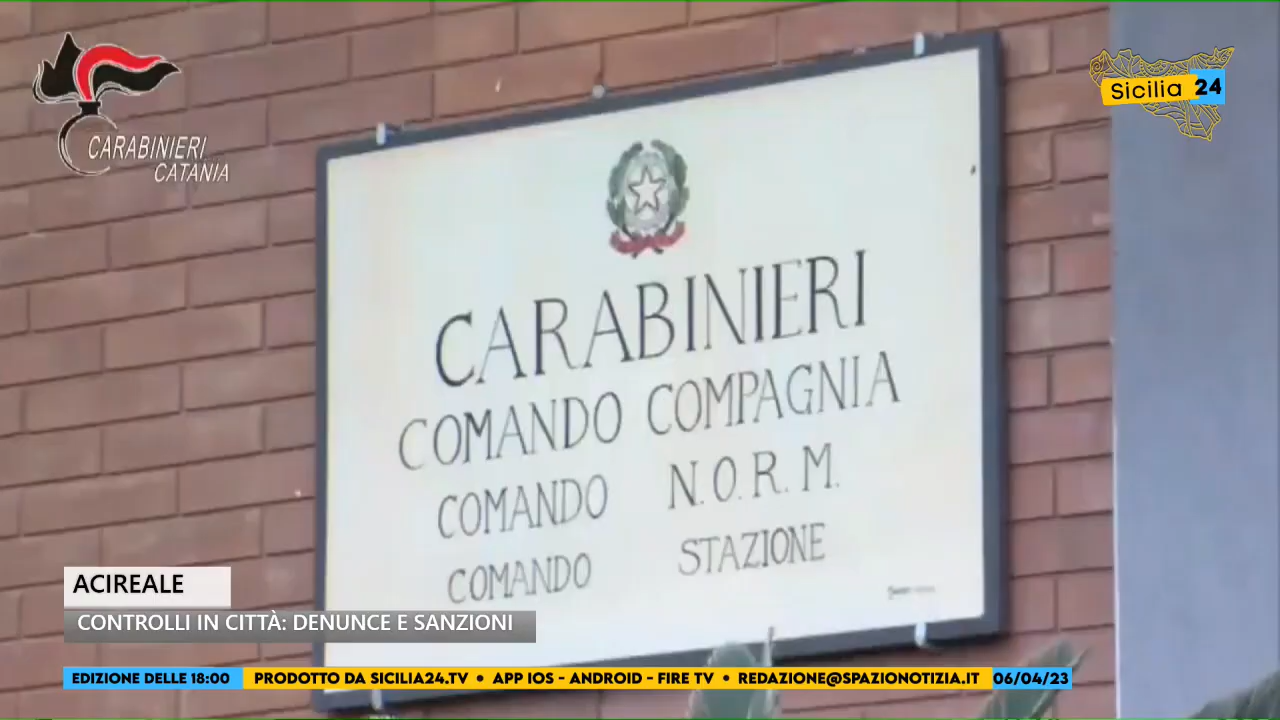 CARABINIERI
CATANIA
Sicilia 24
CARABINIERI
COMANDO COMPAGNIA
COMANDO N.O.R.M.
COMANDO STAZIONE
ACIREALE
CONTROLLI IN CITTÀ: DENUNCE E SANZIONI
EDIZIONE DELLE 18:00 PRODOTTO DA SICILIA24.TV • APP IOS - ANDROID - FIRE TV • REDAZIONE@SPAZIONOTIZIA.IT 06/04/23